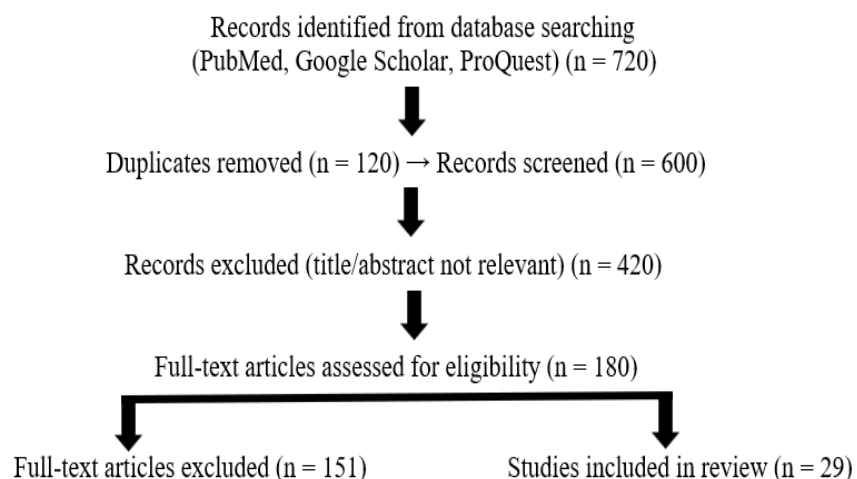 Records identified from database searching
(PubMed, Google Scholar, ProQuest) (n = 720)
Duplicates removed (n = 120) → Records screened (n = 600)
Records excluded (title/abstract not relevant) (n = 420)
Full-text articles assessed for eligibility (n = 180)
Full-text articles excluded (n = 151)
Studies included in review (n = 29)